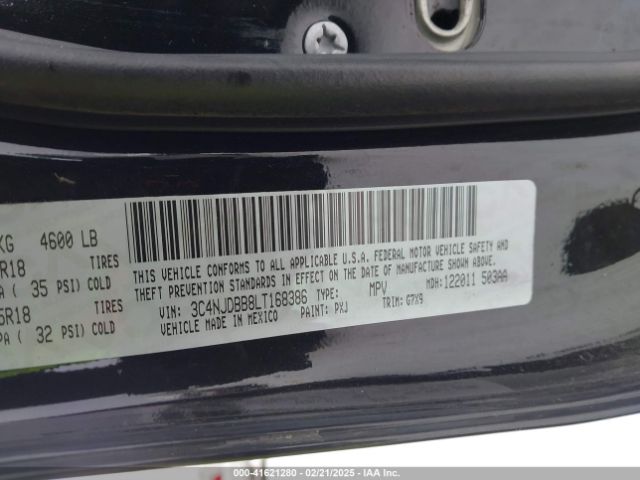 KG 4600 LB
R18 TIRES
A ( 35 PSI) COLD
5R18 TIRES
PA ( 32 PSI) COLD
THIS VEHICLE CONFORMS TO ALL APPLICABLE U.S.A. FEDERAL MOTOR VEHICLE SAFETY AND
THEFT PREVENTION STANDARDS IN EFFECT ON THE DATE OF MANUFACTURE SHOWN ABOVE.
VIN: 3C4NJDBB8LT168386 TYPE: MPV MDH: 122011 503AA
MADE IN MEXICO PAINT: PXJ TRIM: G7X9
000-41621280 - 02/21/2025 - IAA Inc.